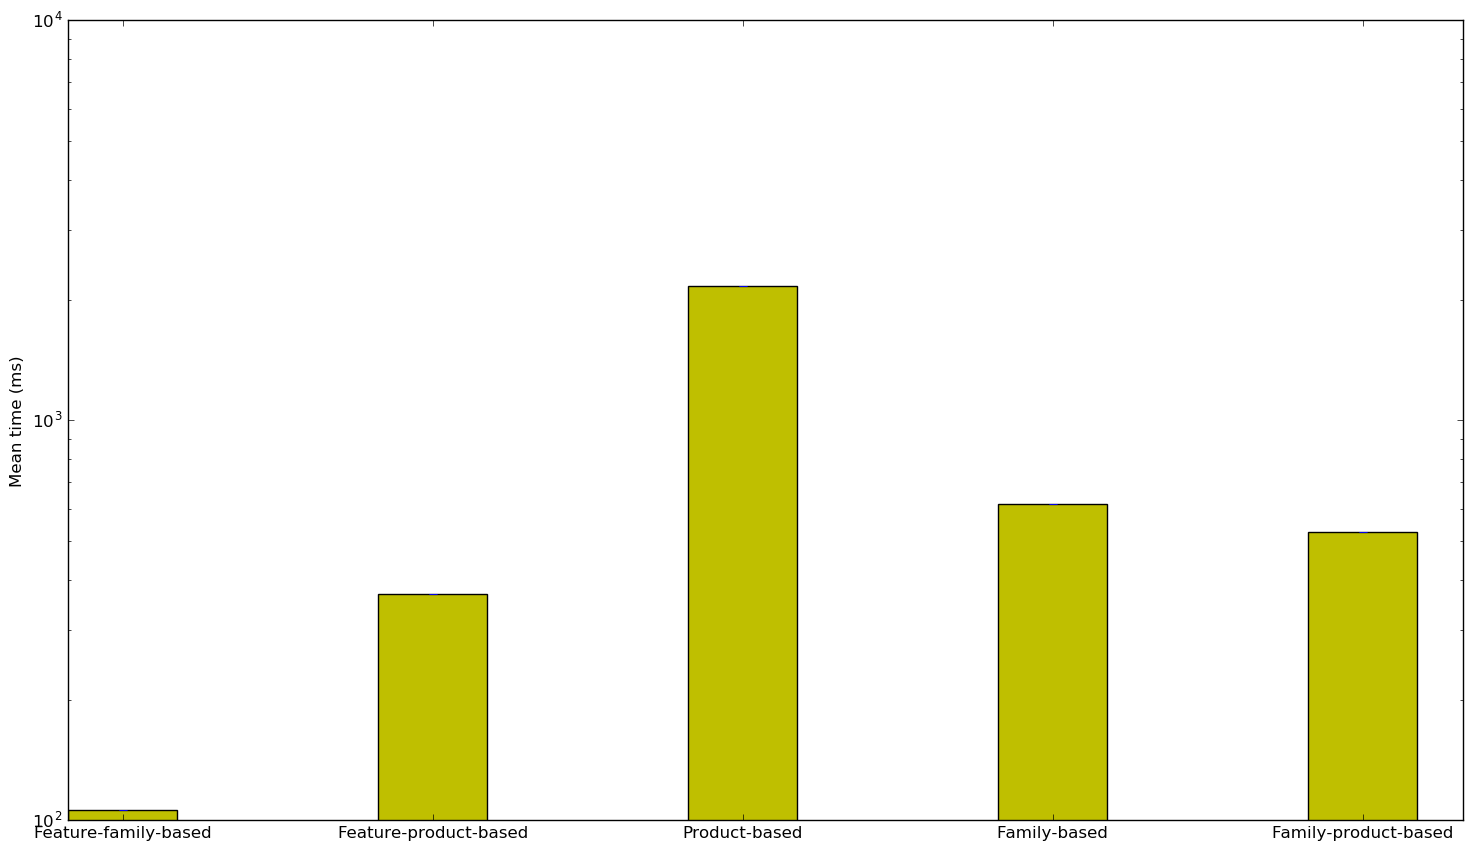 10^4
10^3
10^2
Mean time (ms)
Feature-family-based Feature-product-based Product-based Family-based Family-product-based